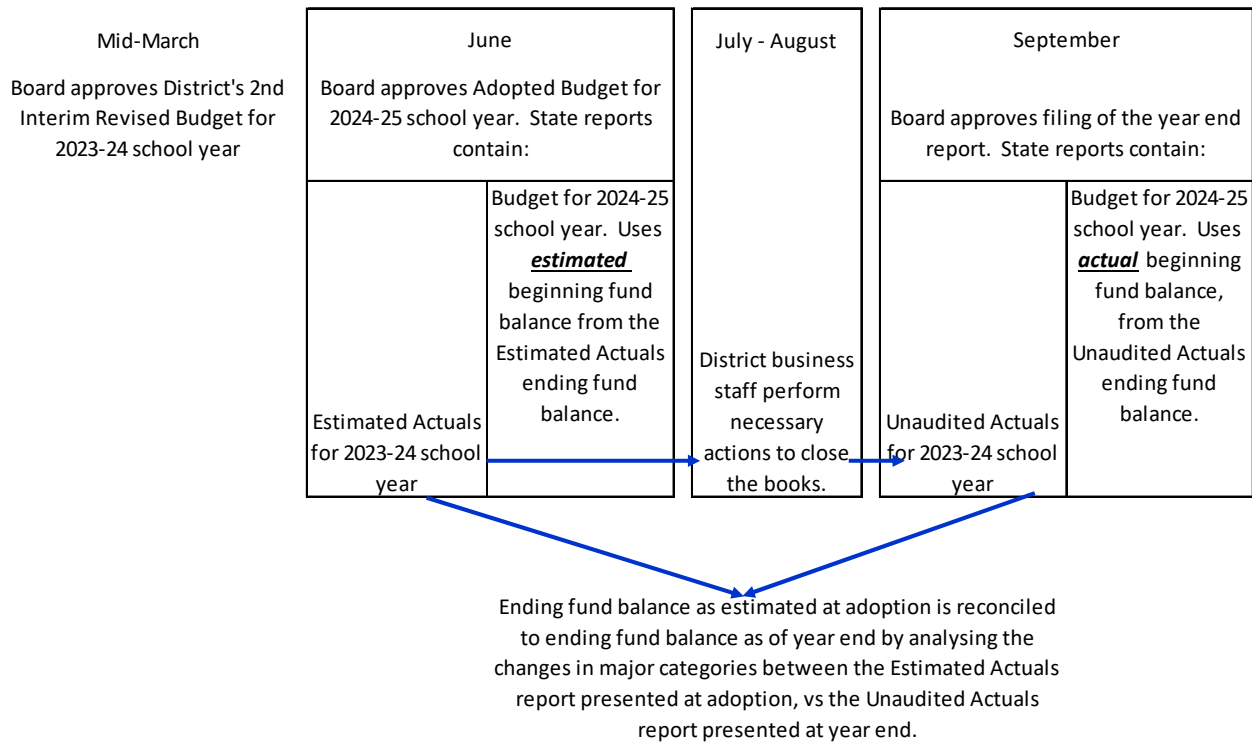 Mid-March
Board approves District's 2nd
Interim Revised Budget for
2023-24 school year
June
Board approves Adopted Budget for
2024-25 school year.  State reports
contain:
Estimated Actuals
for 2023-24 school
year
Budget for 2024-25
school year.  Uses
estimated
beginning fund
balance from the
Estimated Actuals
ending fund
balance.
July - August
District business
staff perform
necessary
actions to close
the books.
September
Board approves filing of the year end
report.  State reports contain:
Unaudited Actuals
for 2023-24 school
year
Budget for 2024-25
school year.  Uses
actual beginning
fund balance,
from the
Unaudited Actuals
ending fund
balance.
Ending fund balance as estimated at adoption is reconciled
to ending fund balance as of year end by analysing the
changes in major categories between the Estimated Actuals
report presented at adoption, vs the Unaudited Actuals
report presented at year end.